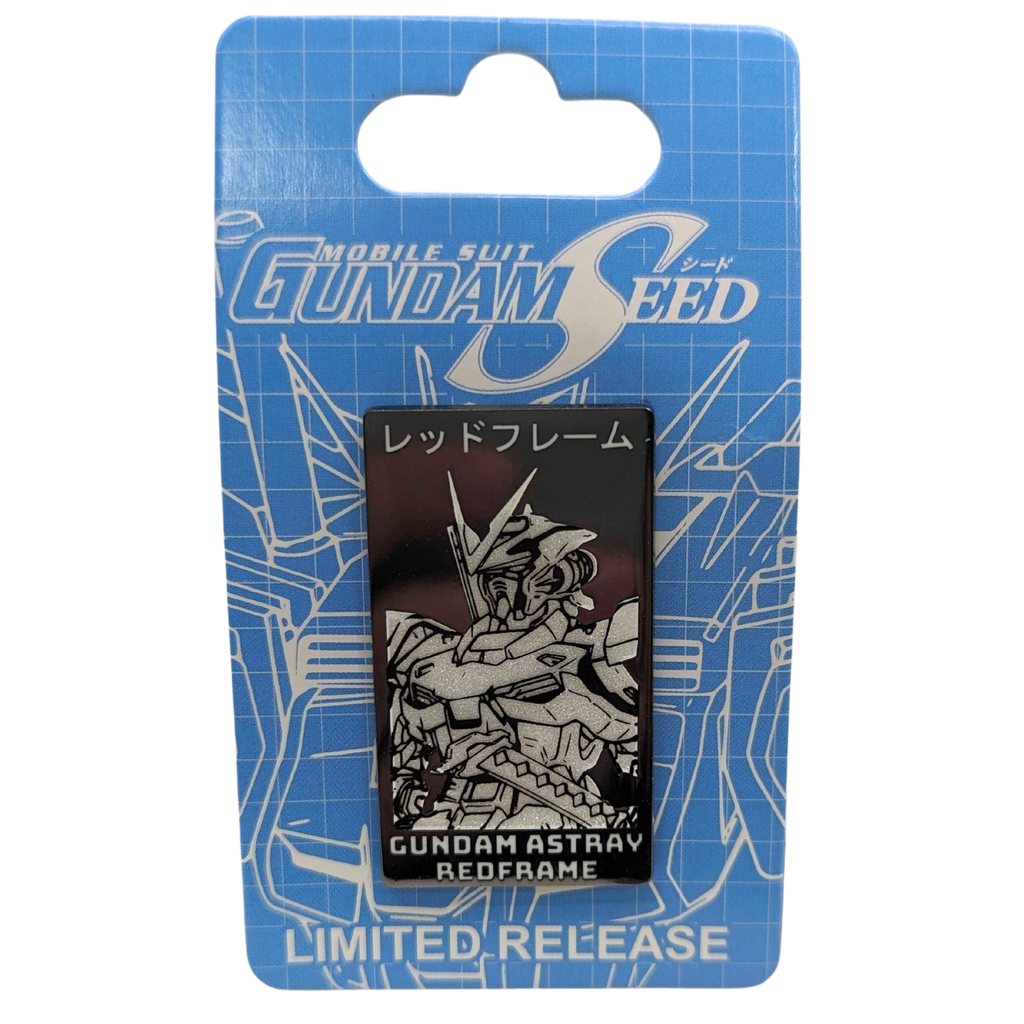 MOBILE SUIT
GUNDAM SEED
シード
レッドフレーム
GUNDAM ASTRAY
REDFRAME
LIMITED RELEASE